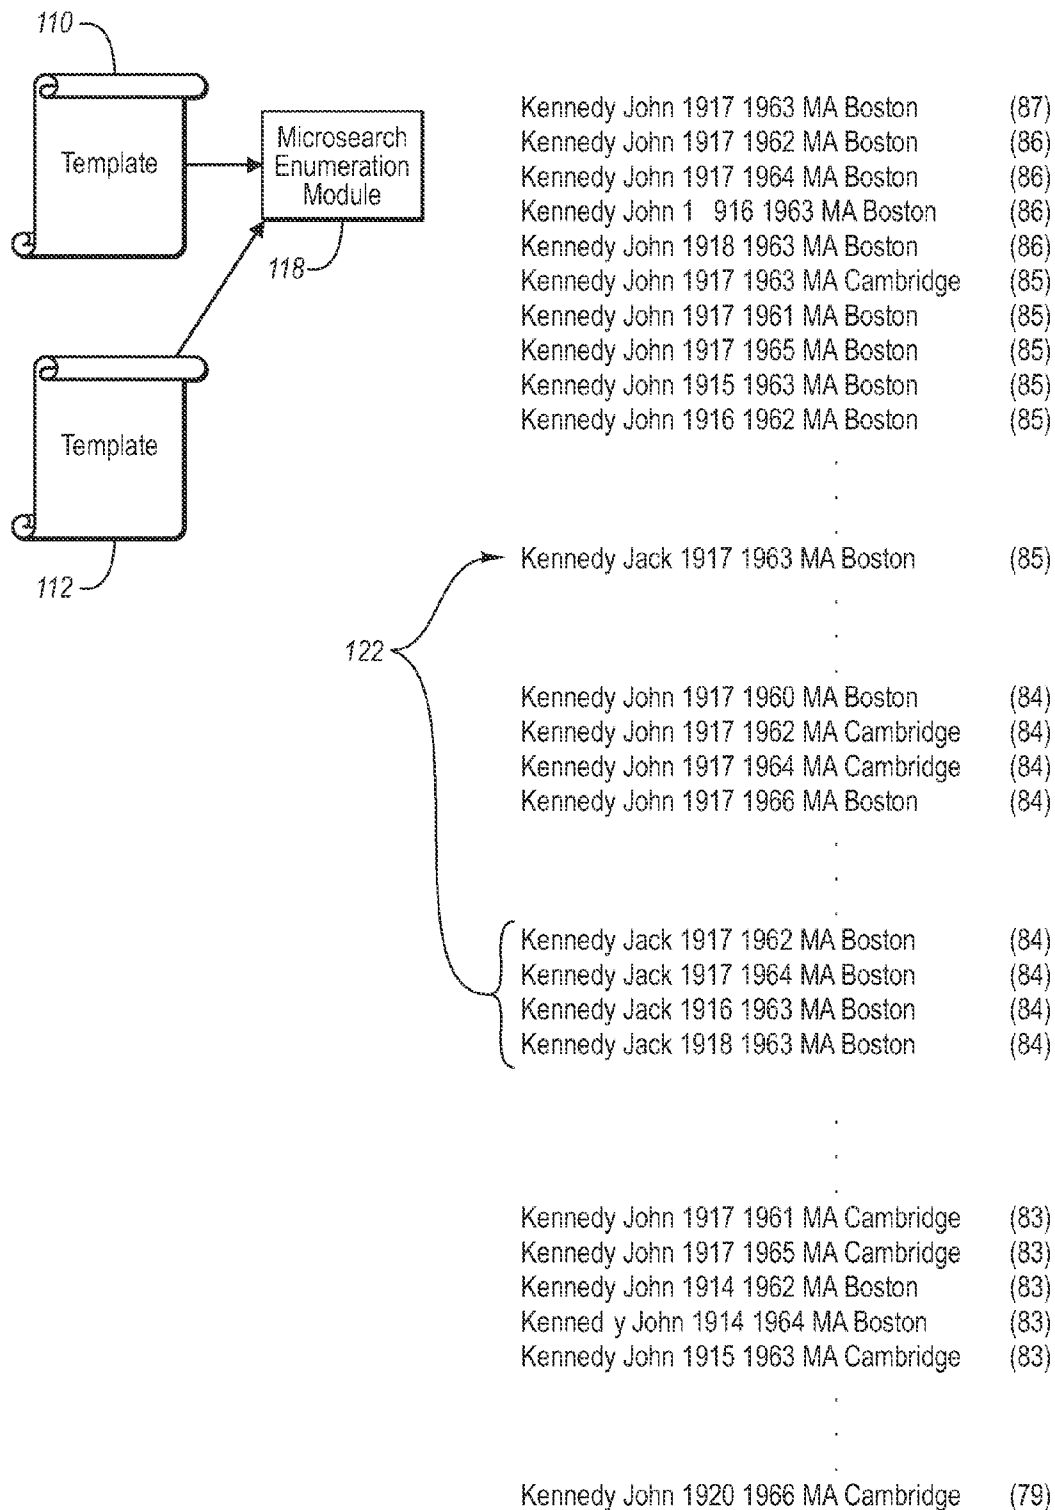 110
Template
Microsearch
Enumeration
Module
118
Template
112
Kennedy John 1917 1963 MA Boston (87)
Kennedy John 1917 1962 MA Boston (86)
Kennedy John 1917 1964 MA Boston (86)
Kennedy John 1 916 1963 MA Boston (86)
Kennedy John 1918 1963 MA Boston (86)
Kennedy John 1917 1963 MA Cambridge (85)
Kennedy John 1917 1961 MA Boston (85)
Kennedy John 1917 1965 MA Boston (85)
Kennedy John 1915 1963 MA Boston (85)
Kennedy John 1916 1962 MA Boston (85)
Kennedy Jack 1917 1963 MA Boston (85)
122
Kennedy John 1917 1960 MA Boston (84)
Kennedy John 1917 1962 MA Cambridge (84)
Kennedy John 1917 1964 MA Cambridge (84)
Kennedy John 1917 1966 MA Boston (84)
Kennedy Jack 1917 1962 MA Boston (84)
Kennedy Jack 1917 1964 MA Boston (84)
Kennedy Jack 1916 1963 MA Boston (84)
Kennedy Jack 1918 1963 MA Boston (84)
Kennedy John 1917 1961 MA Cambridge (83)
Kennedy John 1917 1965 MA Cambridge (83)
Kennedy John 1914 1962 MA Boston (83)
Kenned y John 1914 1964 MA Boston (83)
Kennedy John 1915 1963 MA Cambridge (83)
Kennedy John 1920 1966 MA Cambridge (79)